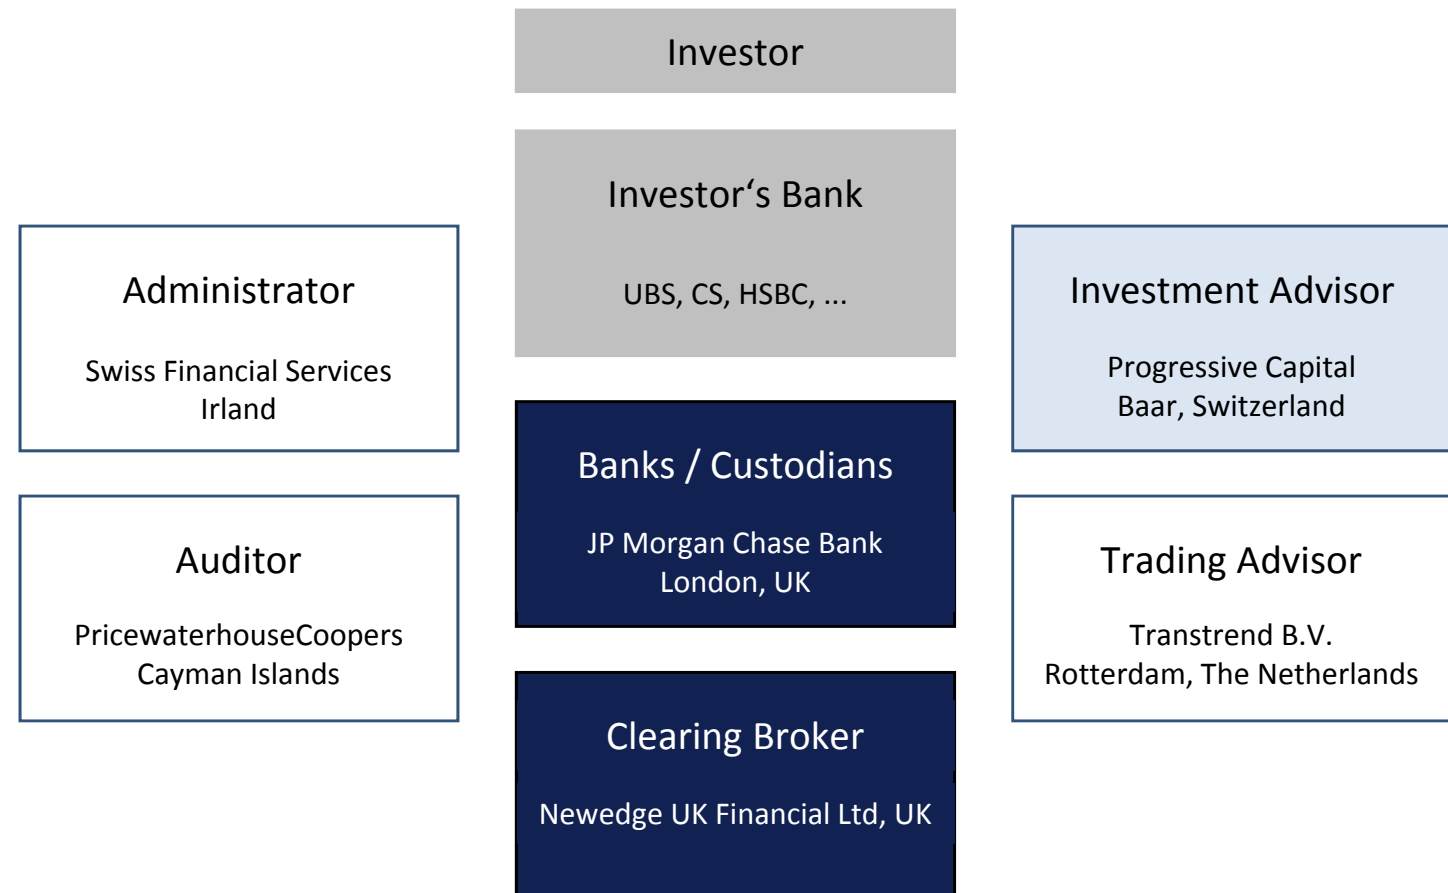 Investor
Investor‘s Bank
UBS, CS, HSBC, ...
Administrator
Swiss Financial Services
Irland
Investment Advisor
Progressive Capital
Baar, Switzerland
Banks / Custodians
JP Morgan Chase Bank
London, UK
Auditor
PricewaterhouseCoopers
Cayman Islands
Trading Advisor
Transtrend B.V.
Rotterdam, The Netherlands
Clearing Broker
Newedge UK Financial Ltd, UK